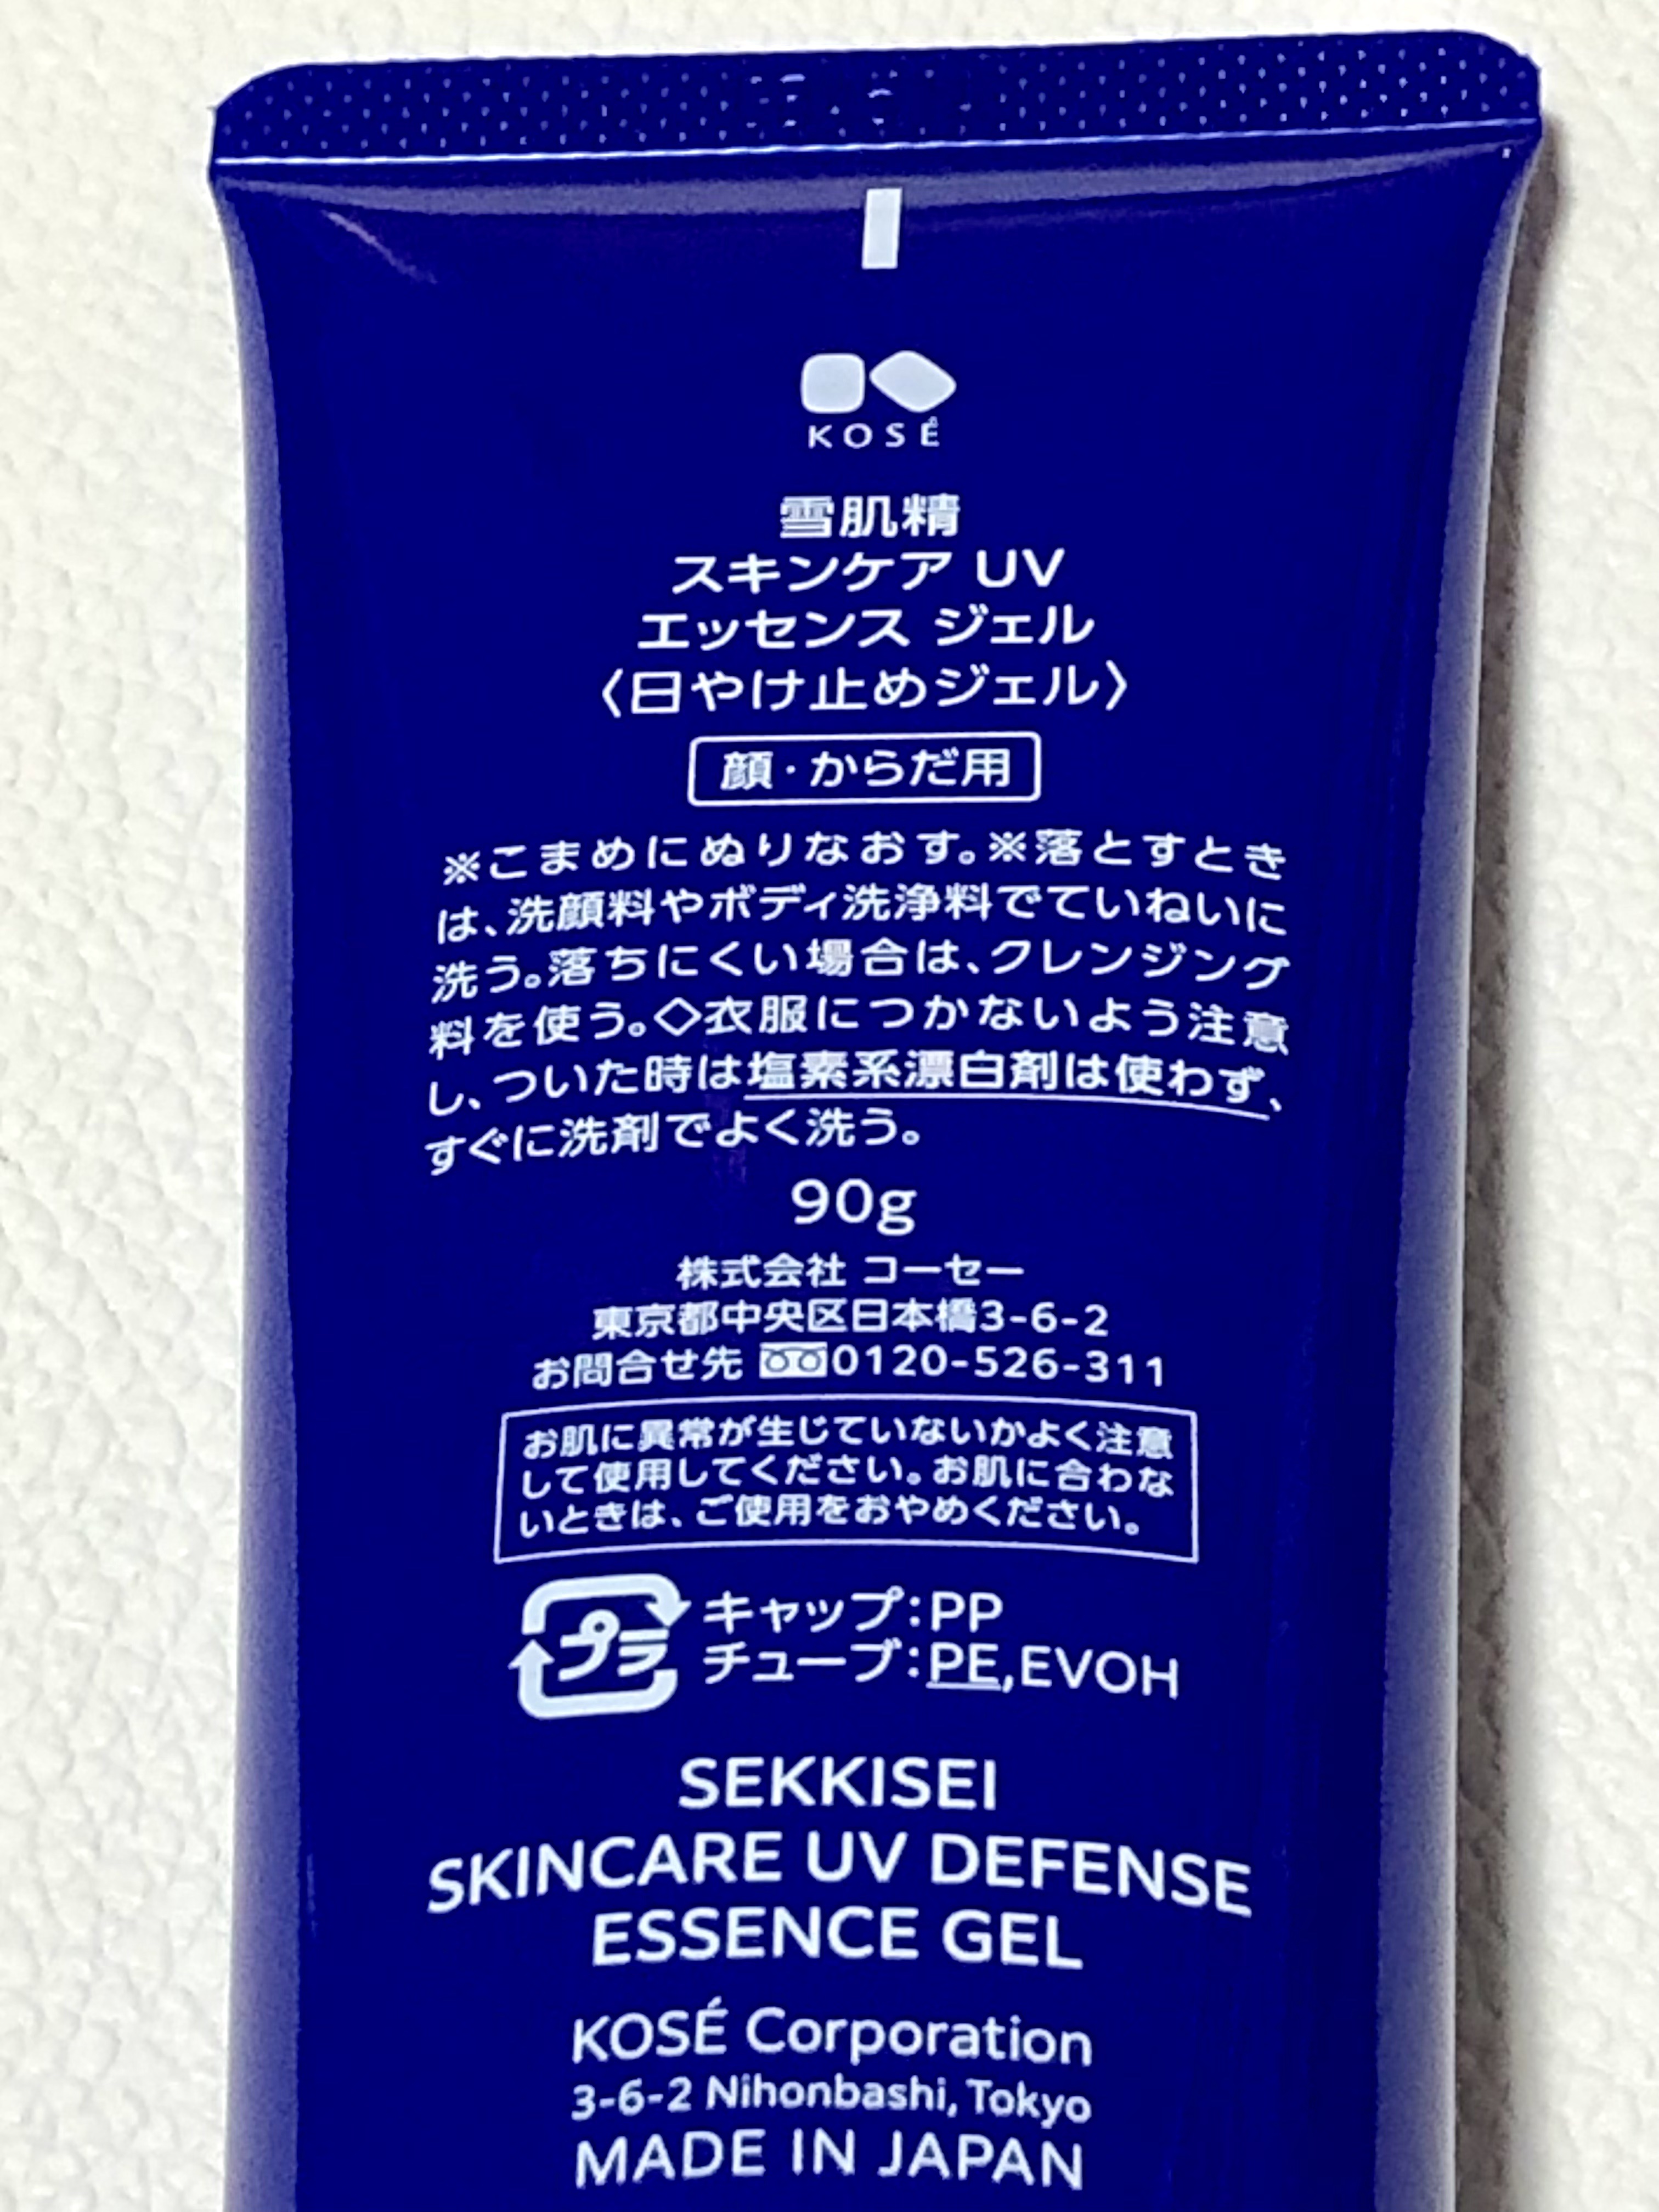 KOSÉ
雪肌精
スキンケア UV
エッセンス ジェル
〈日やけ止めジェル〉
顔・からだ用
※こまめにぬりなおす。※落とすとき
は、洗顔料やボディ洗浄料でていねいに
洗う。落ちにくい場合は、クレンジング
料を使う。◇衣服につかないよう注意
し、ついた時は塩素系漂白剤は使わず、
すぐに洗剤でよく洗う。
90g
株式会社 コーセー
東京都中央区日本橋3-6-2
お問合せ先 0120-526-311
お肌に異常が生じていないかよく注意
して使用してください。お肌に合わな
いときは、ご使用をおやめください。
プラ キャップ:PP
チューブ:PE,EVOH
SEKKISEI
SKINCARE UV DEFENSE
ESSENCE GEL
KOSÉ Corporation
3-6-2 Nihonbashi, Tokyo
MADE IN JAPAN